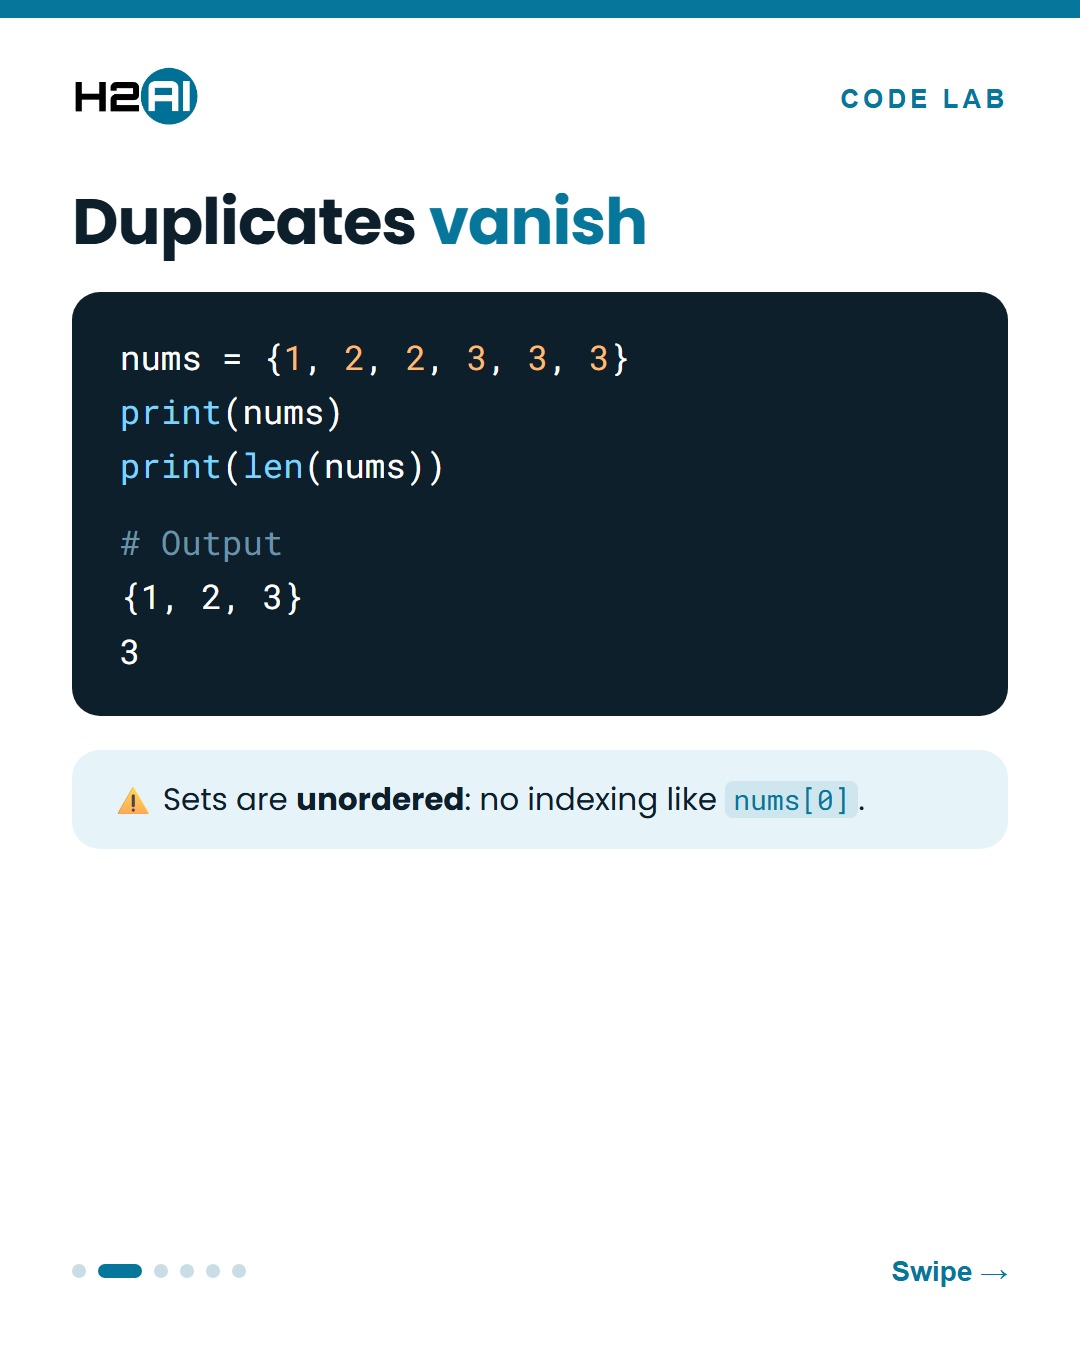 H2AI
CODE LAB
Duplicates vanish
nums = {1, 2, 2, 3, 3, 3}
print(nums)
print(len(nums))
# Output
{1, 2, 3}
3
⚠️ Sets are unordered: no indexing like nums[0].
Swipe →